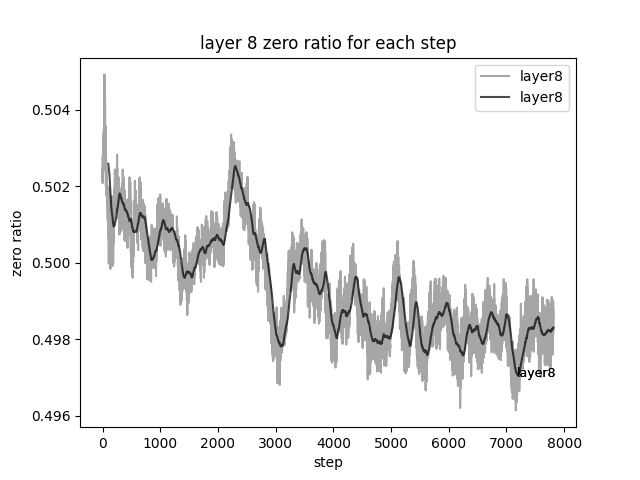 layer 8 zero ratio for each step
layer8
layer8
0.504
0.502
0.500
0.498
0.496
zero ratio
layer8
0 1000 2000 3000 4000 5000 6000 7000 8000
step